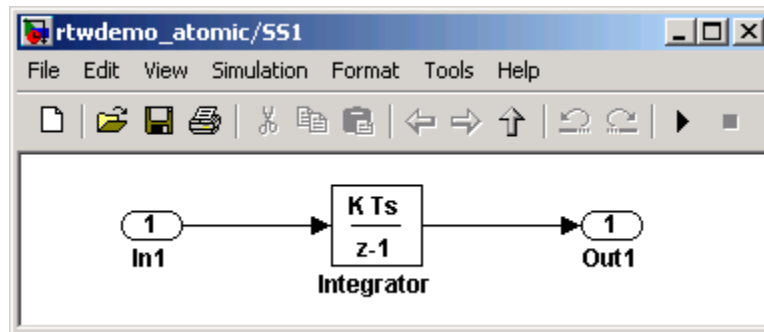 rtwdemo_atomic/SS1
File Edit View Simulation Format Tools Help
1
In1
K Ts
z-1
Integrator
1
Out1